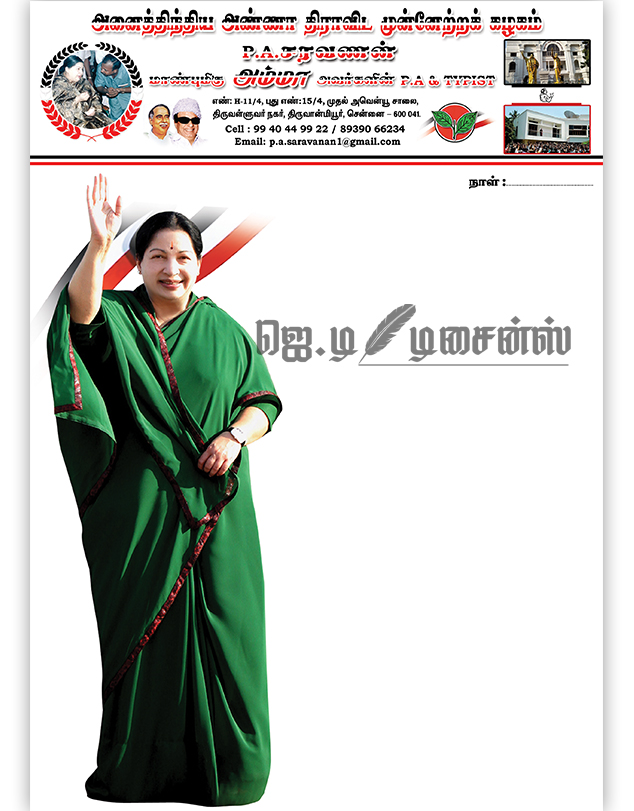 அனைத்திந்திய அண்ணா திராவிட முன்னேற்றக் கழகம்
P.A.சரவணன்
மாண்புமிகு அம்மா அவர்களின் P.A & TYPIST
எண்: H-11/4, புது எண்:15/4, முதல் அவென்யூ சாலை,
திருவள்ளுவர் நகர், திருவான்மியூர், சென்னை – 600 041.
Cell : 99 40 44 99 22 / 89390 66234
Email: p.a.saravanan1@gmail.com
நாள் :................................
ஜெ.டி டிசைன்ஸ்